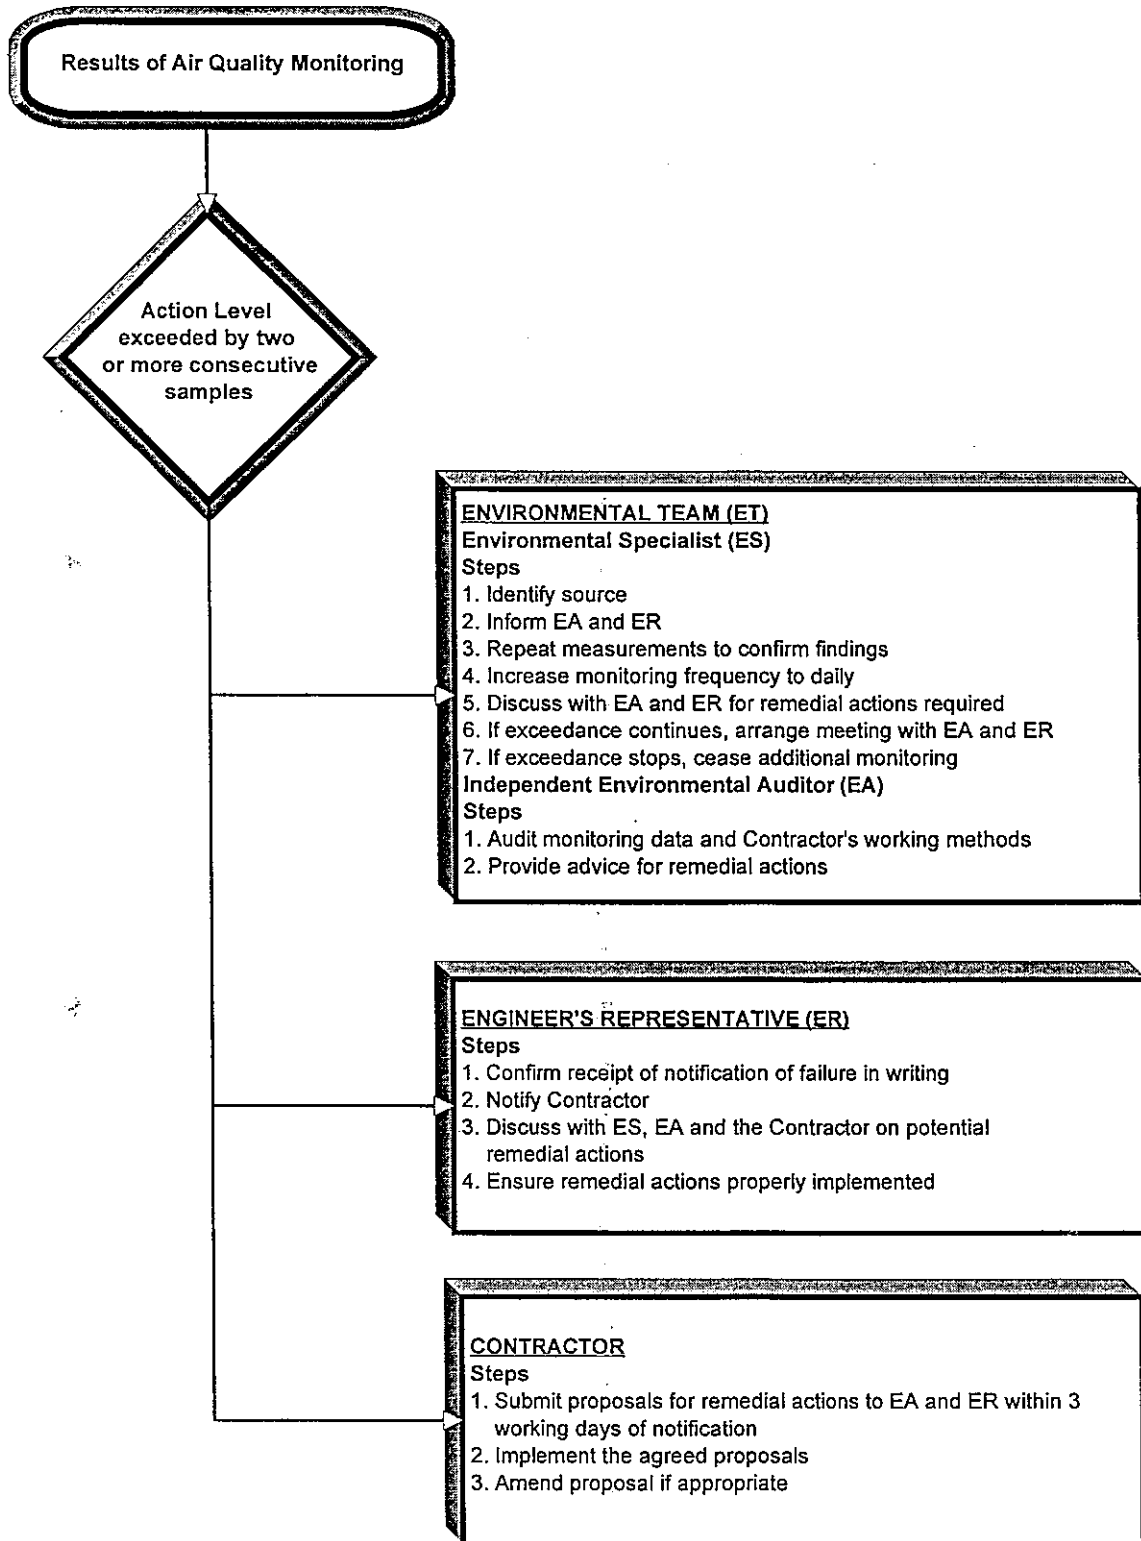 Results of Air Quality Monitoring
Action Level
exceeded by two
or more consecutive
samples
ENVIRONMENTAL TEAM (ET)
Environmental Specialist (ES)
Steps
1. Identify source
2. Inform EA and ER
3. Repeat measurements to confirm findings
4. Increase monitoring frequency to daily
5. Discuss with EA and ER for remedial actions required
6. If exceedance continues, arrange meeting with EA and ER
7. If exceedance stops, cease additional monitoring
Independent Environmental Auditor (EA)
Steps
1. Audit monitoring data and Contractor's working methods
2. Provide advice for remedial actions
ENGINEER'S REPRESENTATIVE (ER)
Steps
1. Confirm receipt of notification of failure in writing
2. Notify Contractor
3. Discuss with ES, EA and the Contractor on potential
remedial actions
4. Ensure remedial actions properly implemented
CONTRACTOR
Steps
1. Submit proposals for remedial actions to EA and ER within 3
working days of notification
2. Implement the agreed proposals
3. Amend proposal if appropriate